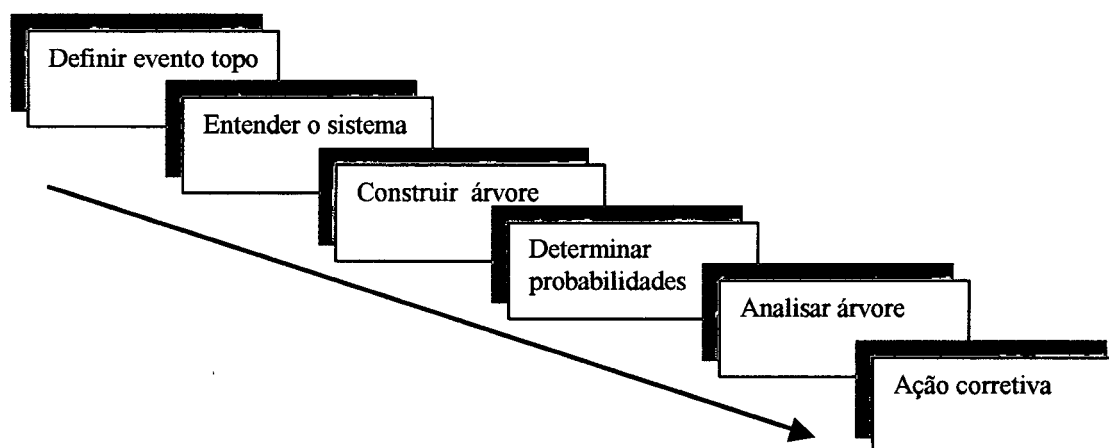 Definir evento topo
Entender o sistema
Construir árvore
Determinar
probabilidades
Analisar árvore
Ação corretiva